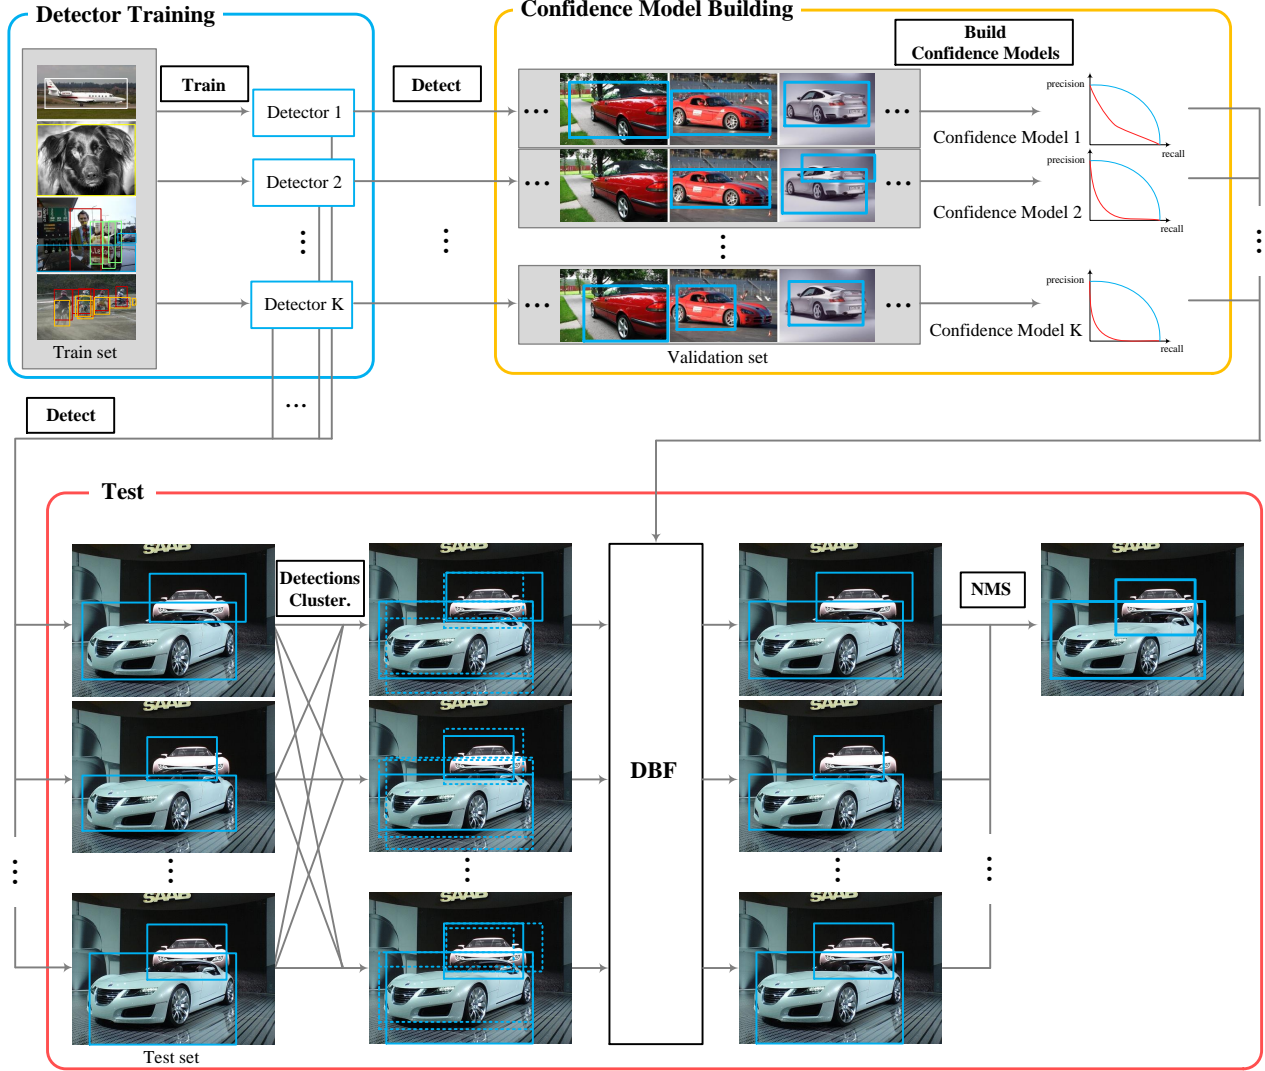 Detector Training
Train set
Train
Detector 1
Detector 2
Detector K
Detect
Confidence Model Building
Build
Confidence Models
Confidence Model 1
precision
recall
Confidence Model 2
precision
recall
Confidence Model K
precision
recall
Validation set
Detect
Test
SAAB
SAAB
SAAB
Test set
Detections
Cluster.
SAAB
SAAB
SAAB
DBF
SAAB
SAAB
SAAB
NMS
SAAB